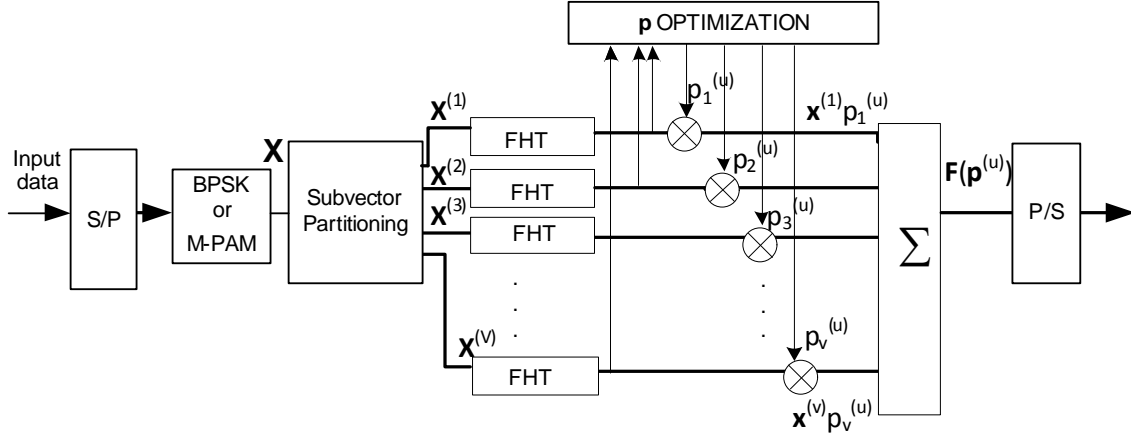 p OPTIMIZATION
p₁⁽ᵘ⁾
x⁽¹⁾p₁⁽ᵘ⁾
X⁽¹⁾
FHT
p₂⁽ᵘ⁾
Input
data
S/P
BPSK
or
M-PAM
X
Subvector
Partitioning
X⁽²⁾
FHT
F(p⁽ᵘ⁾)
P/S
X⁽³⁾
FHT
p₃⁽ᵘ⁾
∑
X⁽ⱽ⁾
FHT
pᵥ⁽ᵘ⁾
x⁽ᵛ⁾pᵥ⁽ᵘ⁾